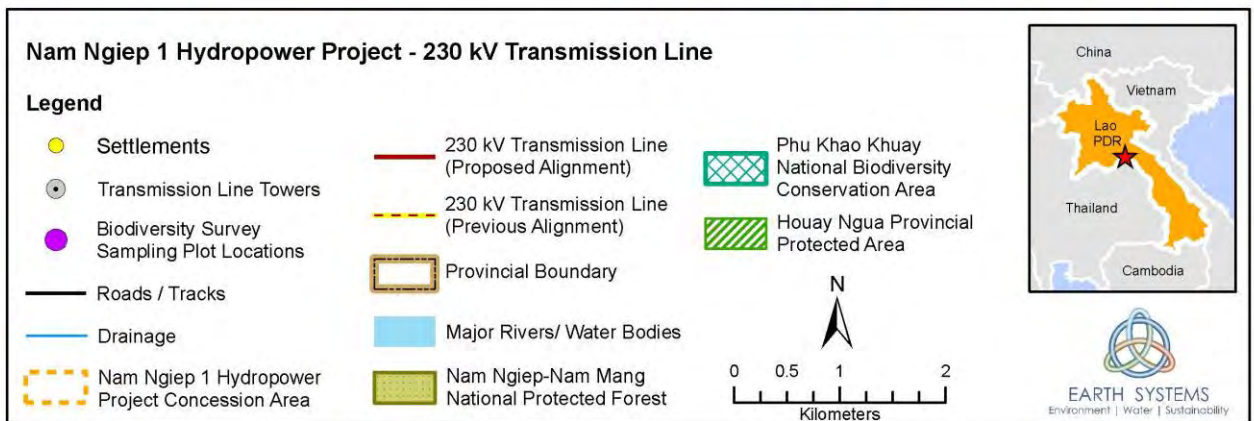 Nam Ngiep 1 Hydropower Project - 230 kV Transmission Line
Legend
Settlements
Transmission Line Towers
Biodiversity Survey
Sampling Plot Locations
Roads / Tracks
Drainage
Nam Ngiep 1 Hydropower
Project Concession Area
230 kV Transmission Line
(Proposed Alignment)
230 kV Transmission Line
(Previous Alignment)
Provincial Boundary
Major Rivers/ Water Bodies
Nam Ngiep-Nam Mang
National Protected Forest
Phu Khao Khuay
National Biodiversity
Conservation Area
Houay Ngua Provincial
Protected Area
N
0 0.5 1 2
Kilometers
China
Vietnam
Lao
PDR
Thailand
Cambodia
EARTH SYSTEMS
Environment | Water | Sustainability